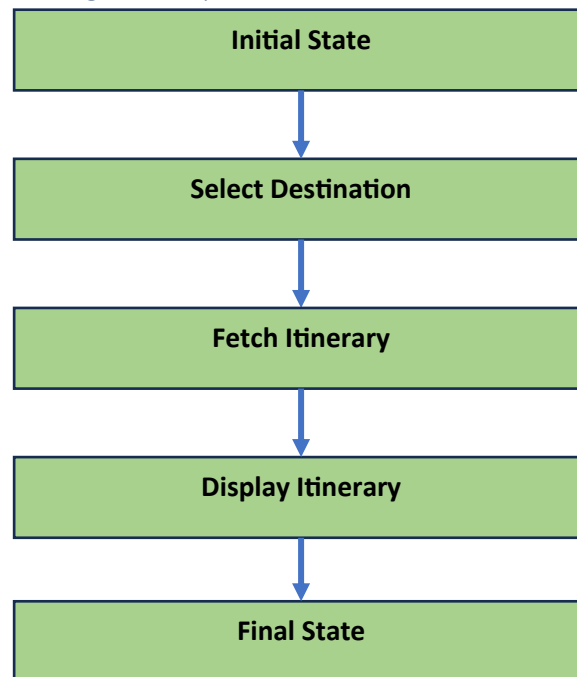 Initial State
Select Destination
Fetch Itinerary
Display Itinerary
Final State